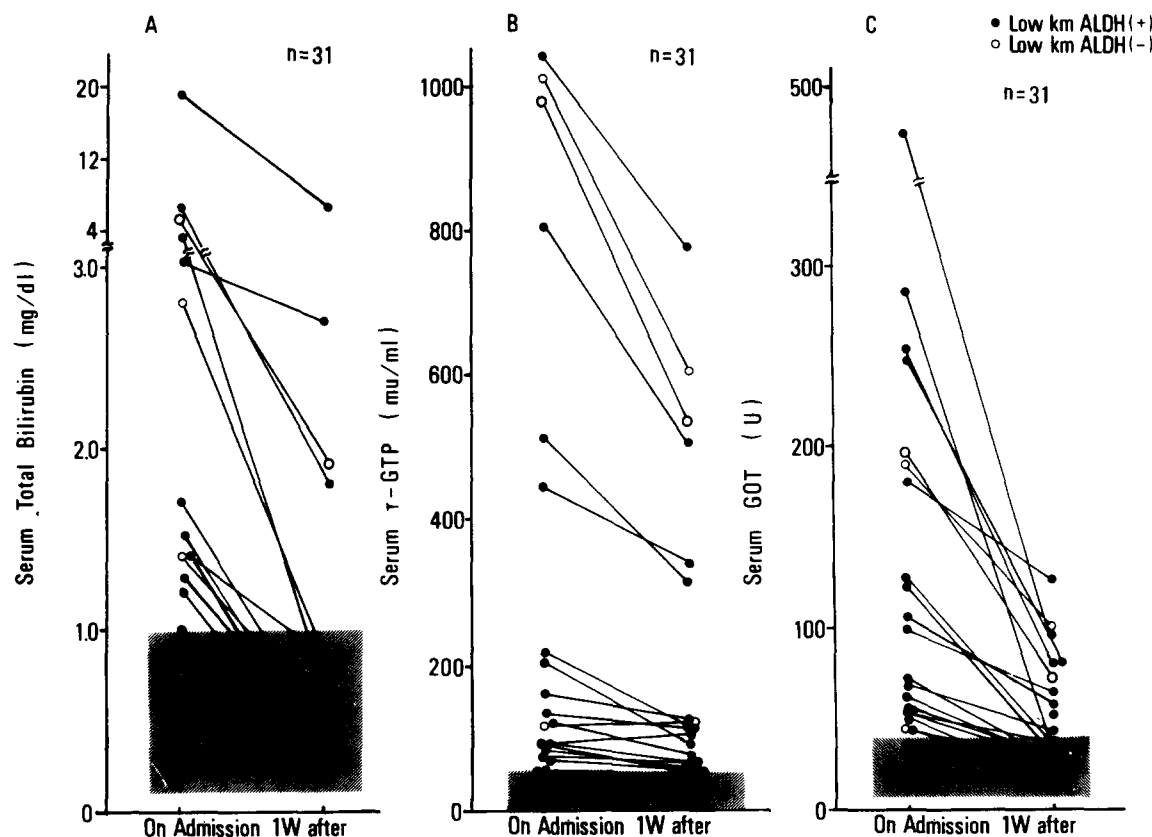 A
n=31
Serum Total Bilirubin (mg/dl)
20
12
4
3.0
2.0
1.0
0
On Admission 1W after
B
n=31
Serum γ-GTP (mu/ml)
1000
800
600
400
200
0
On Admission 1W after
C
● Low km ALDH(+)
○ Low km ALDH(-)
n=31
Serum GOT (U)
500
300
200
100
0
On Admission 1W after